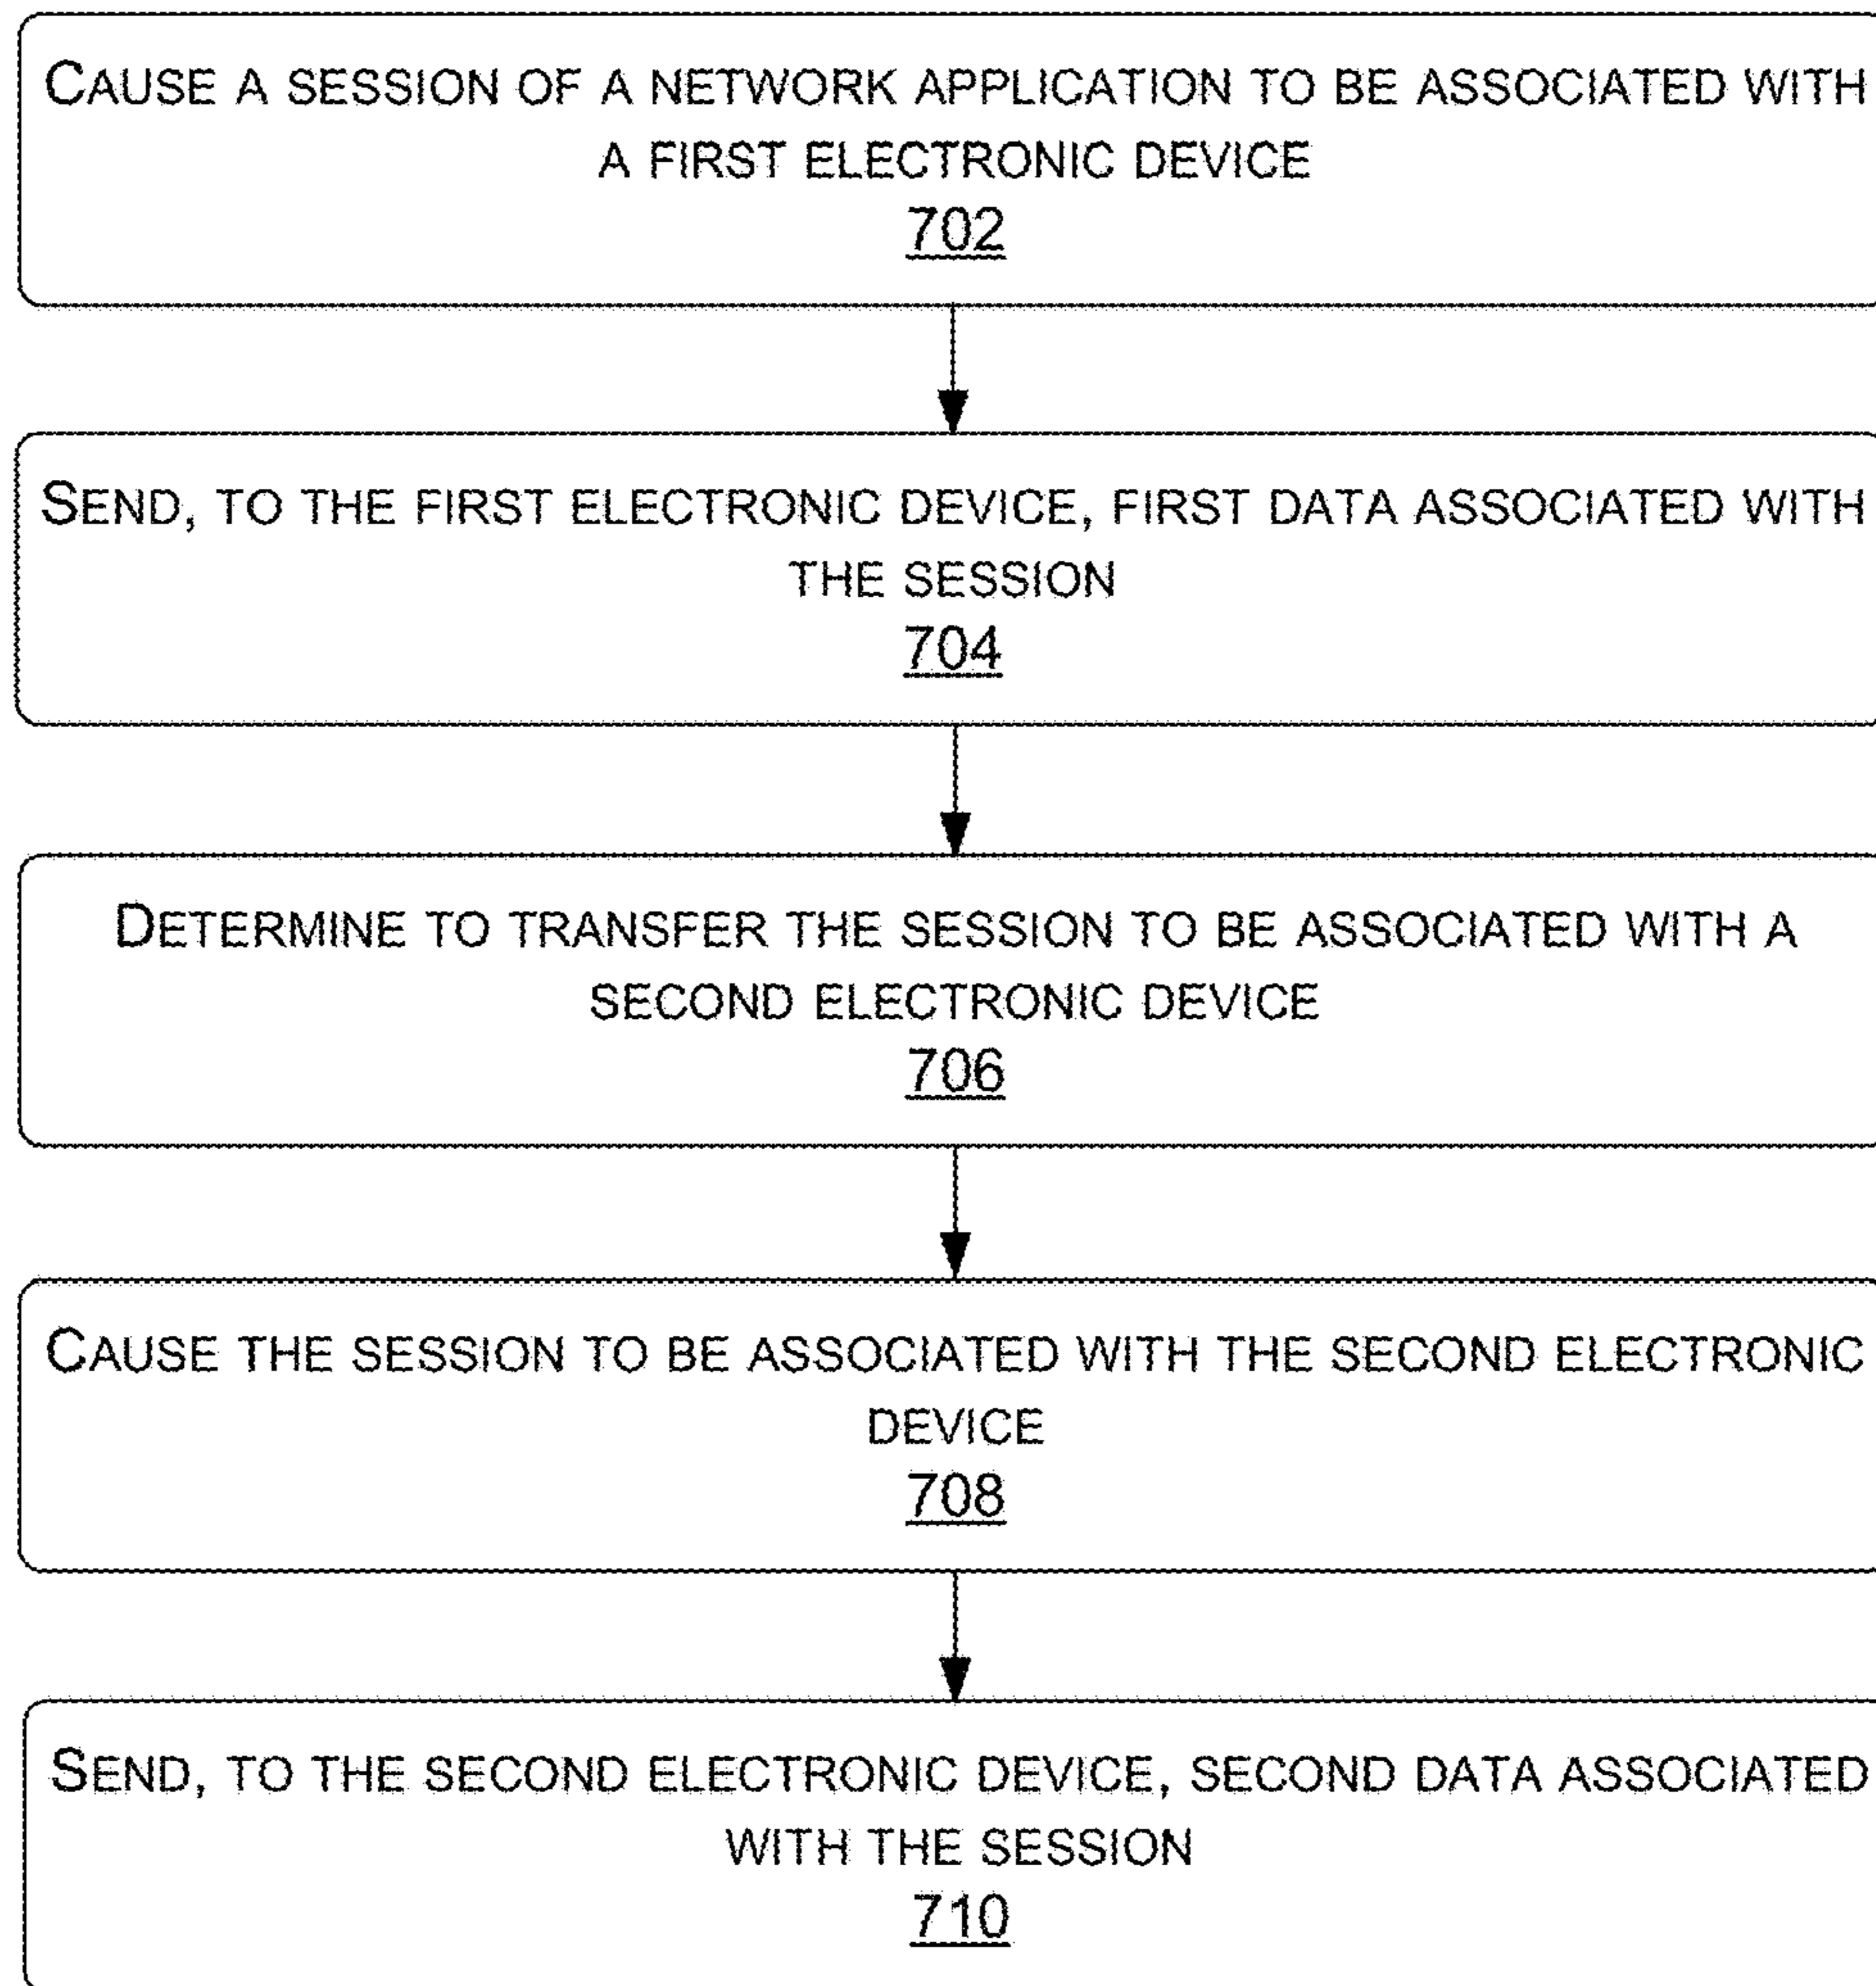 CAUSE A SESSION OF A NETWORK APPLICATION TO BE ASSOCIATED WITH
A FIRST ELECTRONIC DEVICE
702
SEND, TO THE FIRST ELECTRONIC DEVICE, FIRST DATA ASSOCIATED WITH
THE SESSION
704
DETERMINE TO TRANSFER THE SESSION TO BE ASSOCIATED WITH A
SECOND ELECTRONIC DEVICE
706
CAUSE THE SESSION TO BE ASSOCIATED WITH THE SECOND ELECTRONIC
DEVICE
708
SEND, TO THE SECOND ELECTRONIC DEVICE, SECOND DATA ASSOCIATED
WITH THE SESSION
710